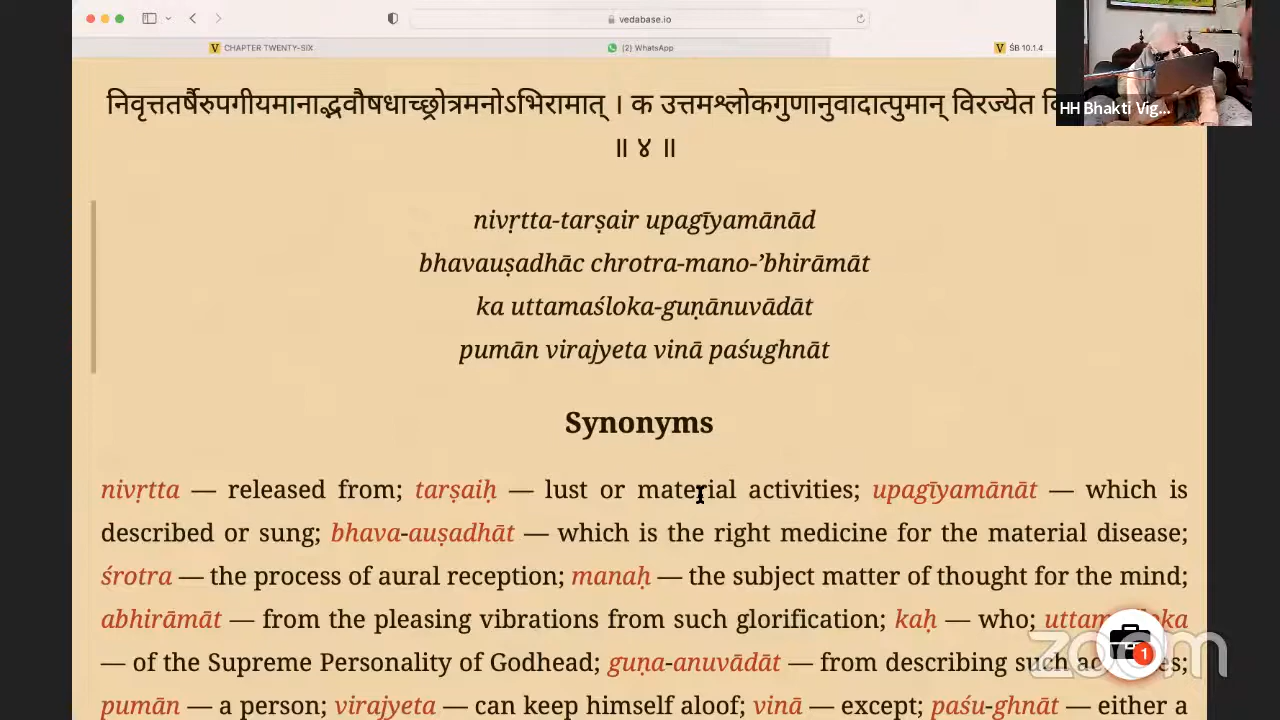 vedabase.io
CHAPTER TWENTY-SIX
(2) WhatsApp
ŚB 10.1.4
HH Bhakti Vig...
निवृत्ततर्षैरुपगीयमानाद्भ‍वौषधाच्छ्रोत्रमनोऽभिरामात् । क उत्तमश्लोकगुणानुवादात्पुमान् विरज्येत
॥ ४ ॥
nivṛtta-tarṣair upagīyamānād
bhavauṣadhāc chrotra-mano-’bhirāmāt
ka uttamaśloka-guṇānuvādāt
pumān virajyeta vinā paśughnāt
Synonyms
nivṛtta — released from; tarṣaiḥ — lust or material activities; upagīyamānāt — which is
described or sung; bhava-auṣadhāt — which is the right medicine for the material disease;
śrotra — the process of aural reception; manaḥ — the subject matter of thought for the mind;
abhirāmāt — from the pleasing vibrations from such glorification; kaḥ — who;
— of the Supreme Personality of Godhead; guṇa-anuvādāt — from describing such
pumān — a person; virajyeta — can keep himself aloof; vinā — except; paśu-ghnāt — either a
1
zoom